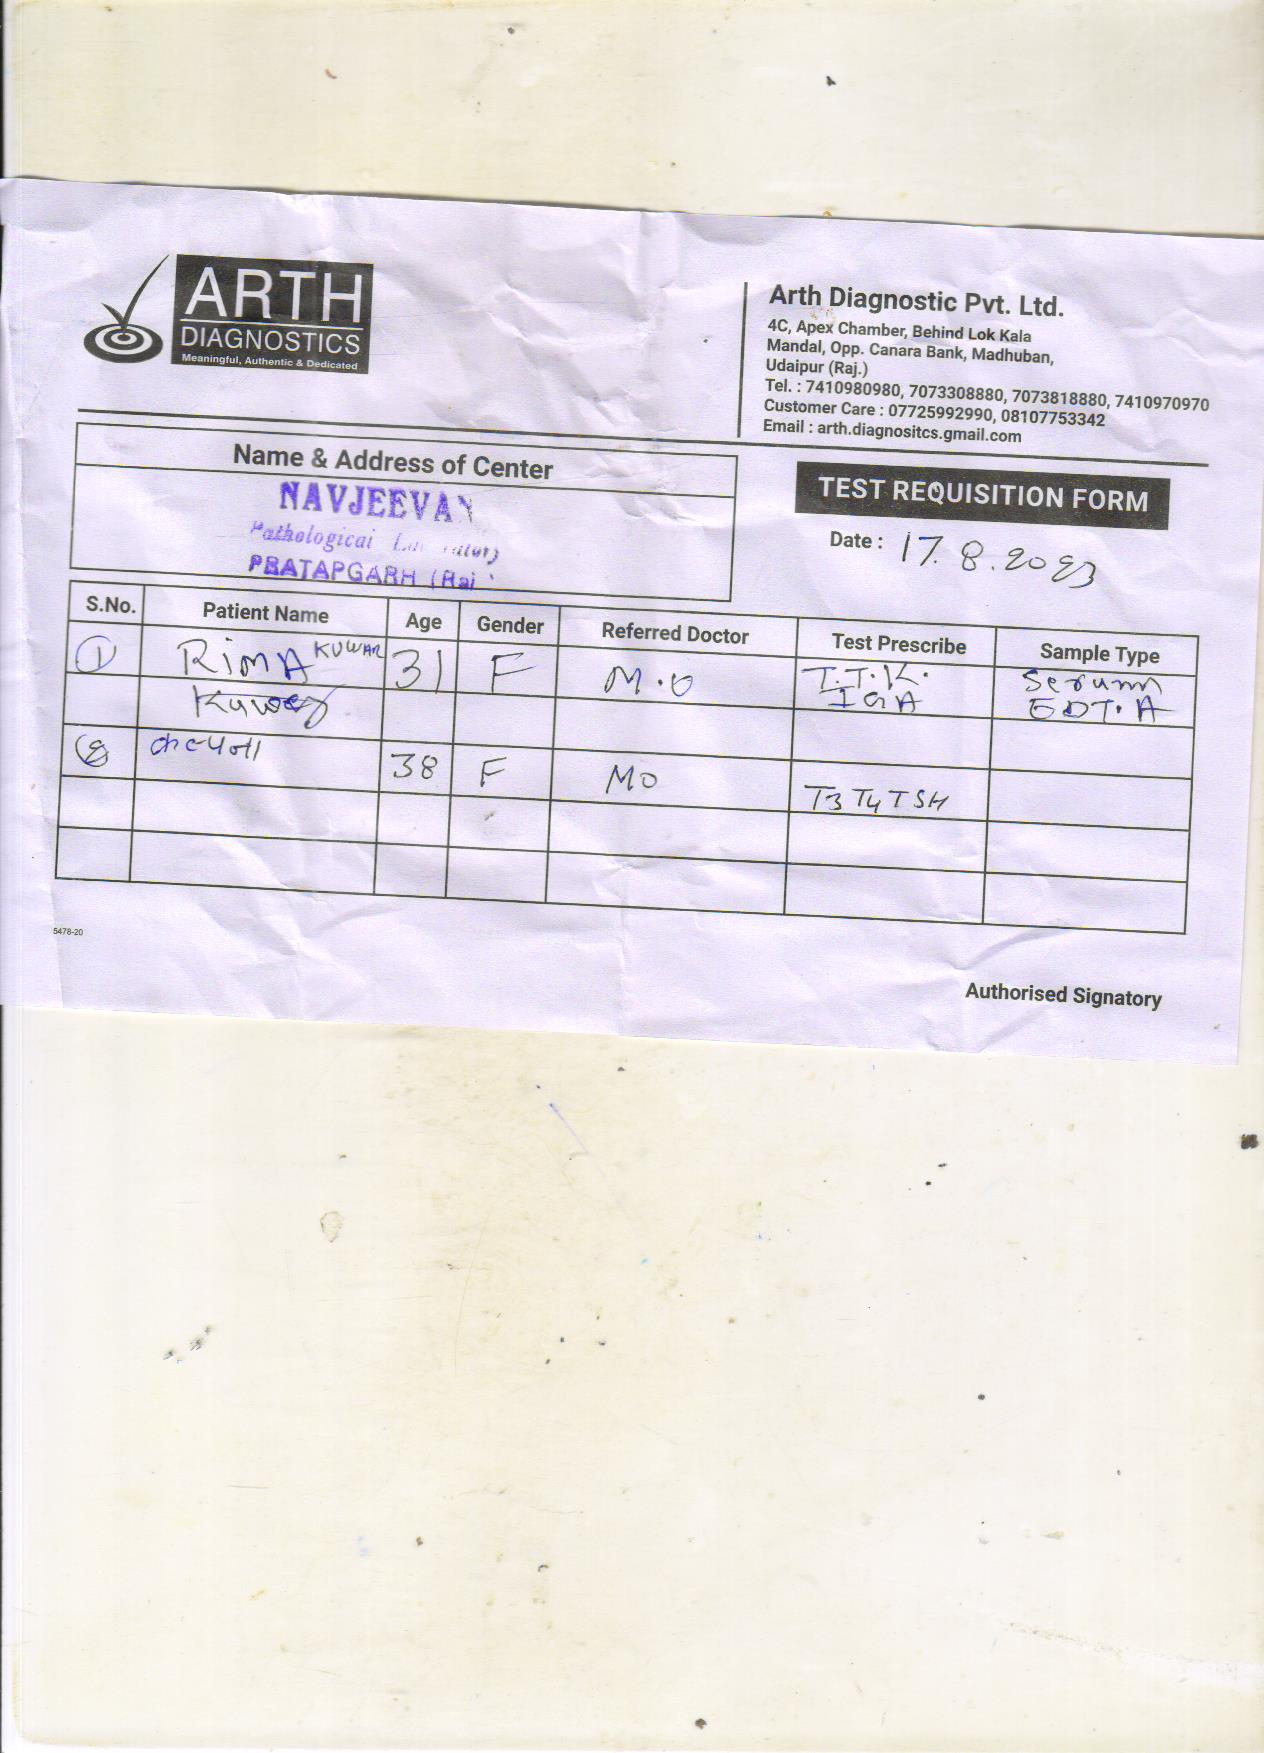 ARTH
DIAGNOSTICS
Meaningful, Authentic & Dedicated
Arth Diagnostic Pvt. Ltd.
4C, Apex Chamber, Behind Lok Kala
Mandal, Opp. Canara Bank, Madhuban,
Udaipur (Raj.)
Tel. : 7410980980, 7073308880, 7073818880, 7410970970
Customer Care : 07725992990, 08107753342
Email : arth.diagnositcs.gmail.com
Name & Address of Center
NAVJEEVAN
Pathological
PRATAPGARH (Raj
TEST REQUISITION FORM
Date : 17.8.2023
S.No. Patient Name Age Gender Referred Doctor Test Prescribe Sample Type
1 RIMA KUWAR 31 F M.O T.T.K. Serum
IGA EDT.A
2 कल्पना 38 F MO T3 T4 TSH
5478-20
Authorised Signatory